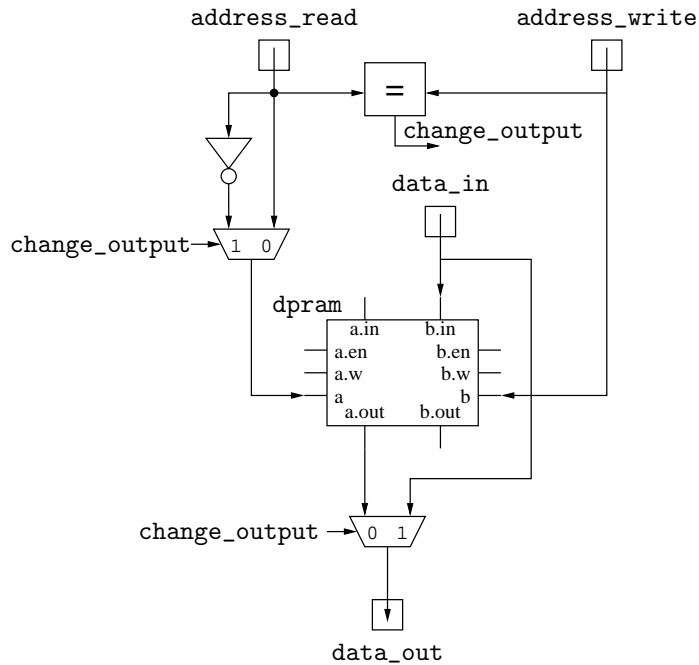 address_read address_write
=
change_output
data_in
change_output 1 0
dpram
a.in b.in
a.en b.en
a.w b.w
a b
a.out b.out
change_output 0 1
data_out